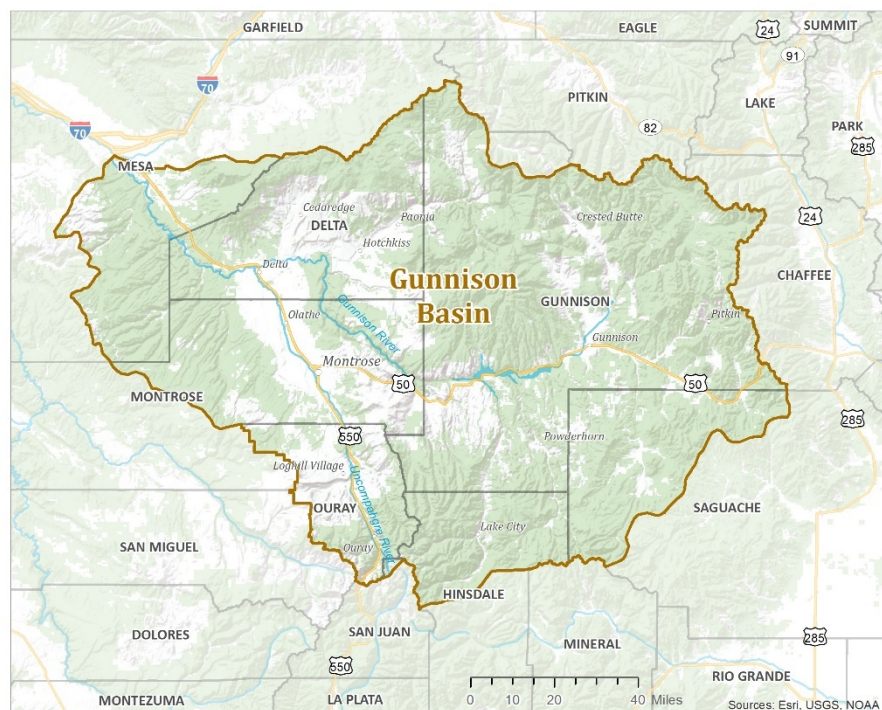 GARFIELD
EAGLE
SUMMIT
24
91
70
PITKIN
LAKE
70
82
PARK
285
MESA
Cedaredge
DELTA
Paonia
Crested Butte
24
Hotchkiss
Delta
CHAFFEE
Gunnison
Basin
GUNNISON
Olathe
Gunnison River
Pitkin
Gunnison
Montrose
50
50
MONTROSE
285
550
Powderhorn
Loghill Village
Uncompahgre River
OURAY
SAGUACHE
Lake City
SAN MIGUEL
Ouray
HINSDALE
DOLORES
SAN JUAN
MINERAL
285
550
RIO GRANDE
MONTEZUMA
LA PLATA
0 10 20 40 Miles
Sources: Esri, USGS, NOAA